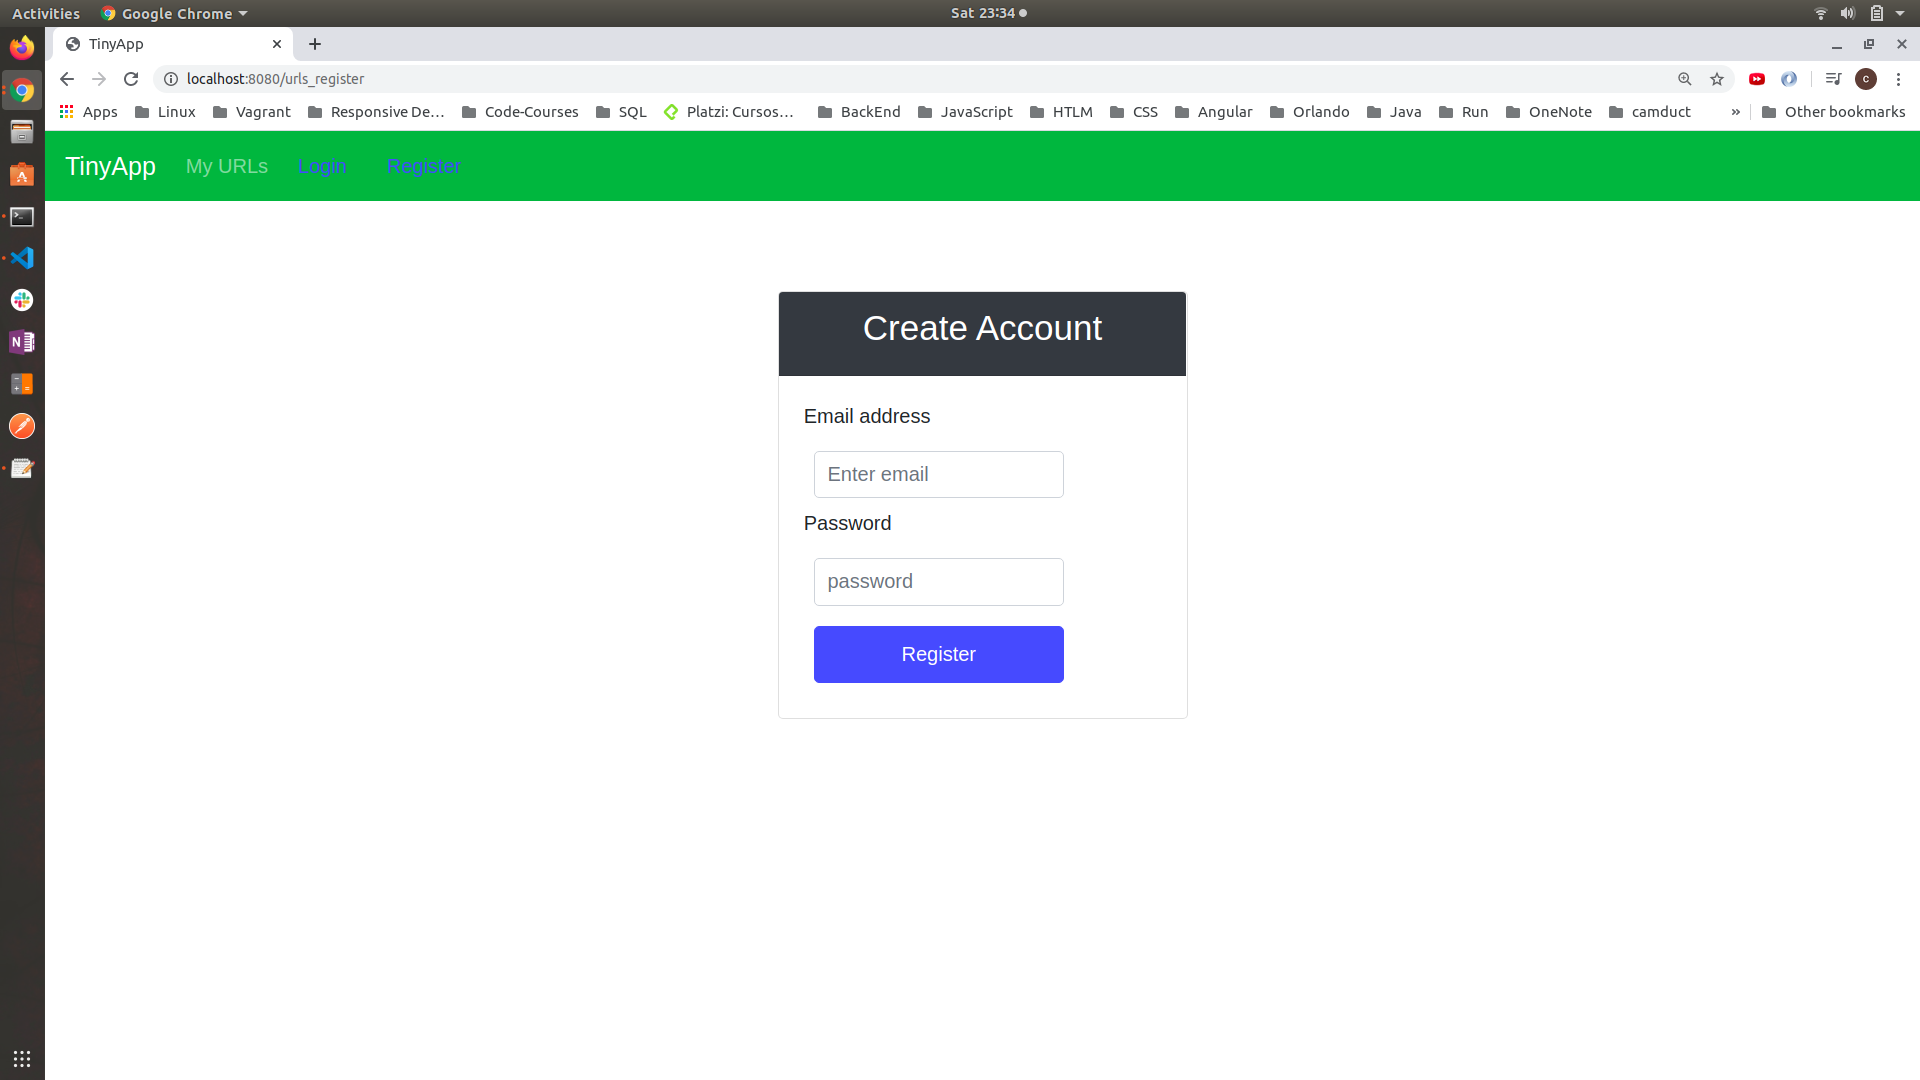 Activities Google Chrome Sat 23:34
TinyApp
localhost:8080/urls_register C
Apps Linux Vagrant Responsive De... Code-Courses SQL Platzi: Cursos... BackEnd JavaScript HTLM CSS Angular Orlando Java Run OneNote camduct » Other bookmarks
TinyApp My URLs Login Register
Create Account
Email address
Enter email
Password
password
Register